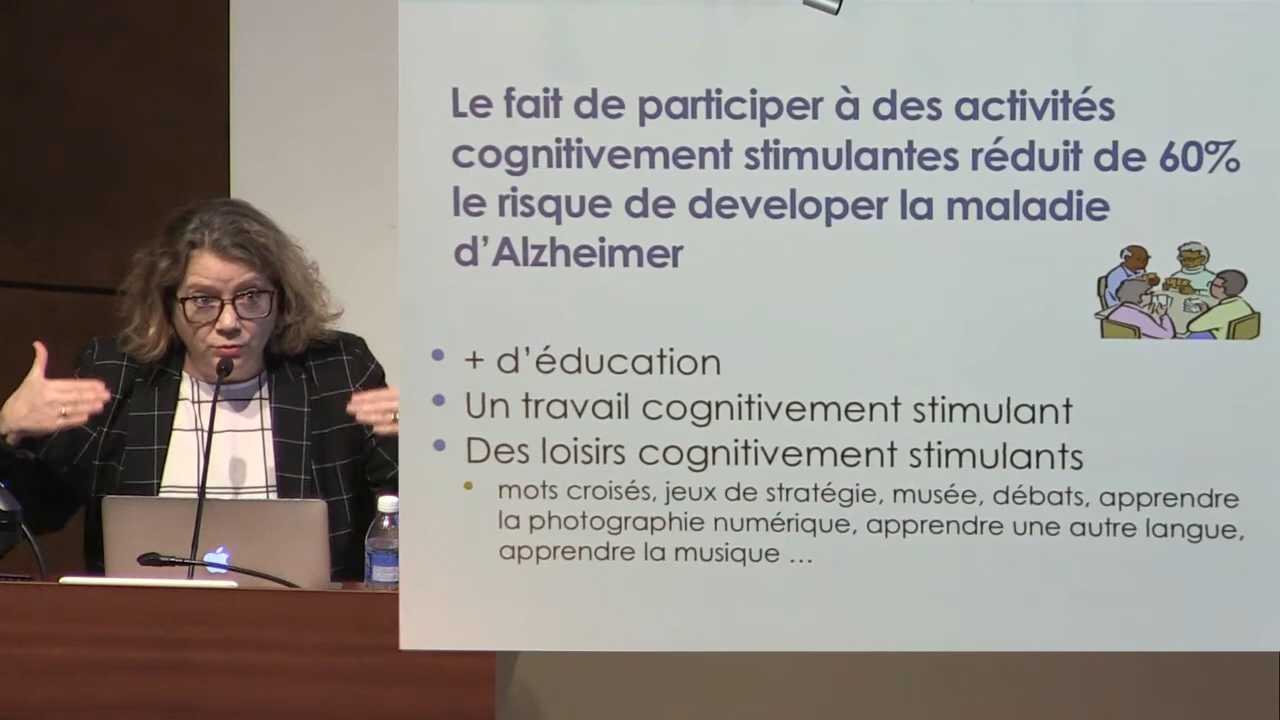 Le fait de participer à des activités
cognitivement stimulantes réduit de 60%
le risque de developer la maladie
d'Alzheimer
+ d'éducation
Un travail cognitivement stimulant
Des loisirs cognitivement stimulants
mots croisés, jeux de stratégie, musée, débats, apprendre
la photographie numérique, apprendre une autre langue,
apprendre la musique ...